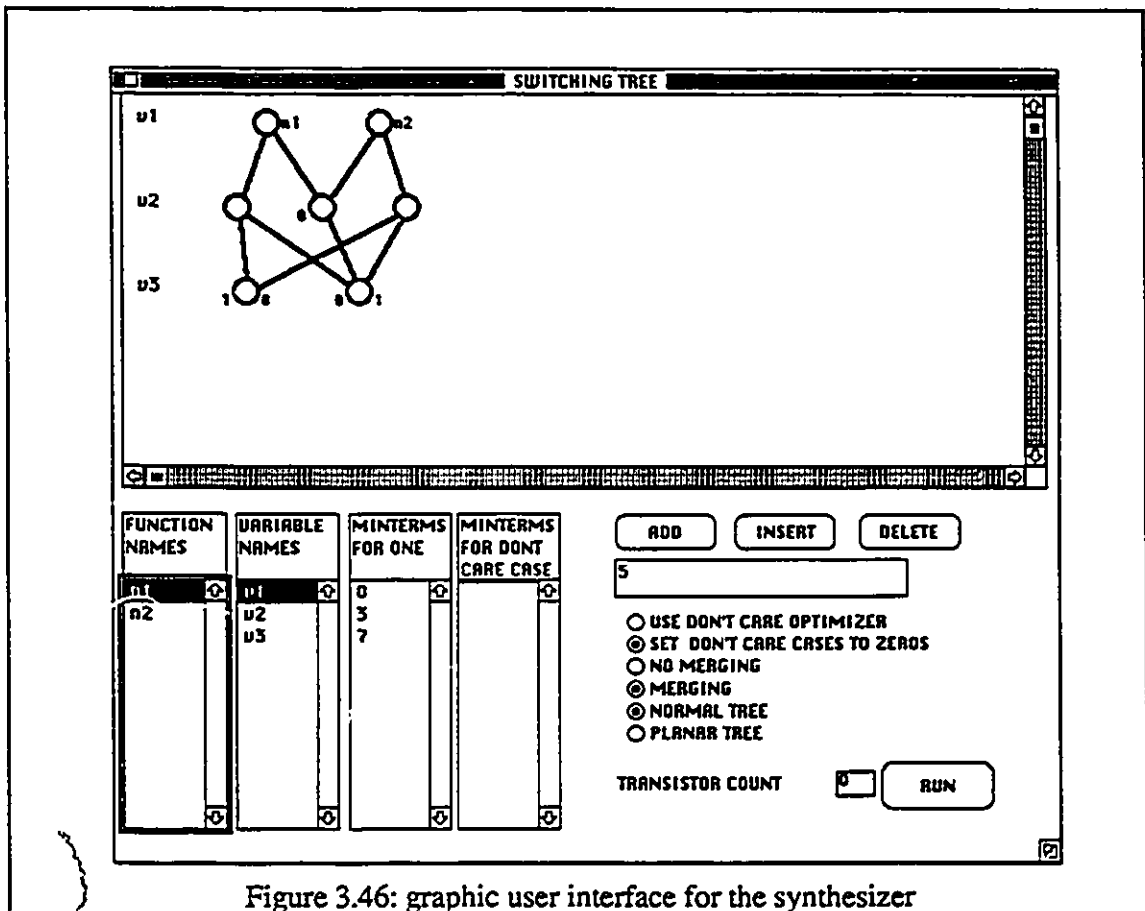 SWITCHING TREE
v1
n1
n2
v2
0
v3
1 0
0 1
FUNCTION NAMES
VARIABLE NAMES
MINTERMS FOR ONE
MINTERMS FOR DONT CARE CASE
n1
n2
v1
v2
v3
0
3
7
ADD
INSERT
DELETE
5
USE DON'T CARE OPTIMIZER
SET DON'T CARE CASES TO ZEROS
NO MERGING
MERGING
NORMAL TREE
PLANAR TREE
TRANSISTOR COUNT
0
RUN
Figure 3.46: graphic user interface for the synthesizer